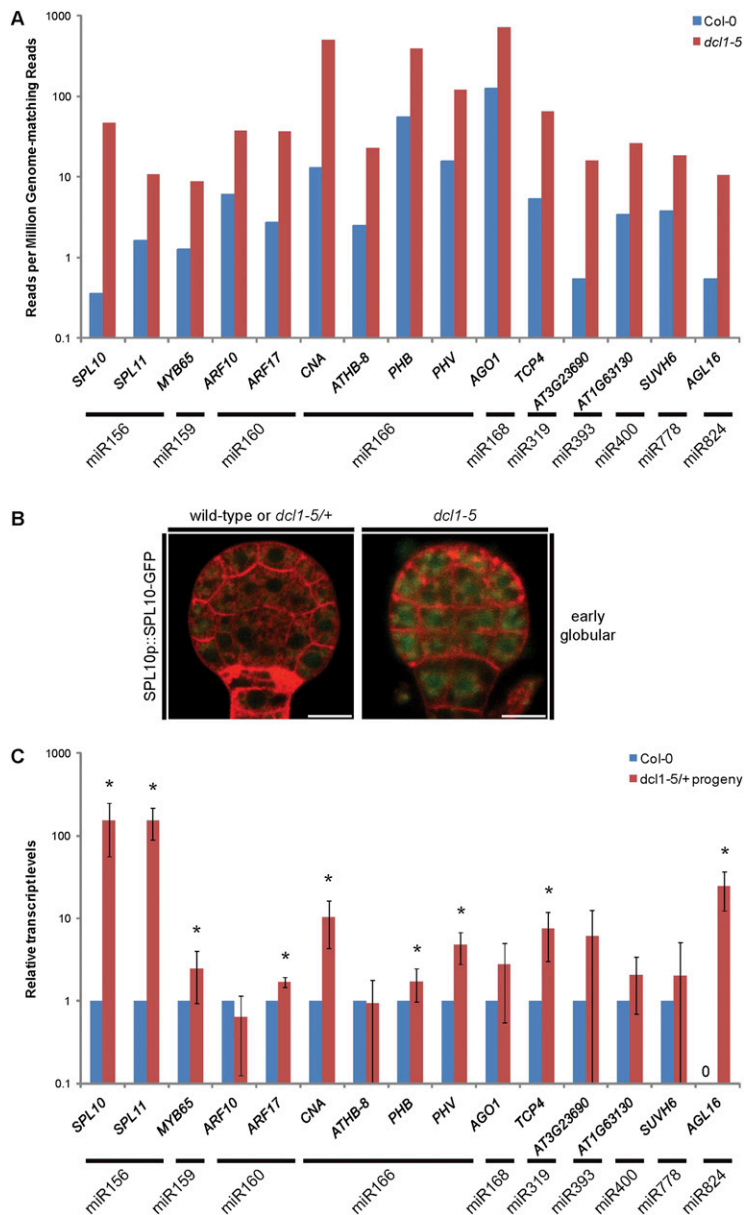 A
Col-0
dcl1-5
Reads per Million Genome-matching Reads
1000
100
10
1
0.1
SPL10 SPL11 MYB65 ARF10 ARF17 CNA ATHB-8 PHB PHV AGO1 TCP4 AT3G23690 AT1G63130 SUVH6 AGL16
miR156 miR159 miR160 miR166 miR168 miR319 miR393 miR400 miR778 miR824
B
wild-type or dcl1-5/+ dcl1-5
SPL10p::SPL10-GFP
early
globular
C
Col-0
dcl1-5/+ progeny
Relative transcript levels
1000
100
10
1
0.1
* * * * * * * * *
0
SPL10 SPL11 MYB65 ARF10 ARF17 CNA ATHB-8 PHB PHV AGO1 TCP4 AT3G23690 AT1G63130 SUVH6 AGL16
miR156 miR159 miR160 miR166 miR168 miR319 miR393 miR400 miR778 miR824